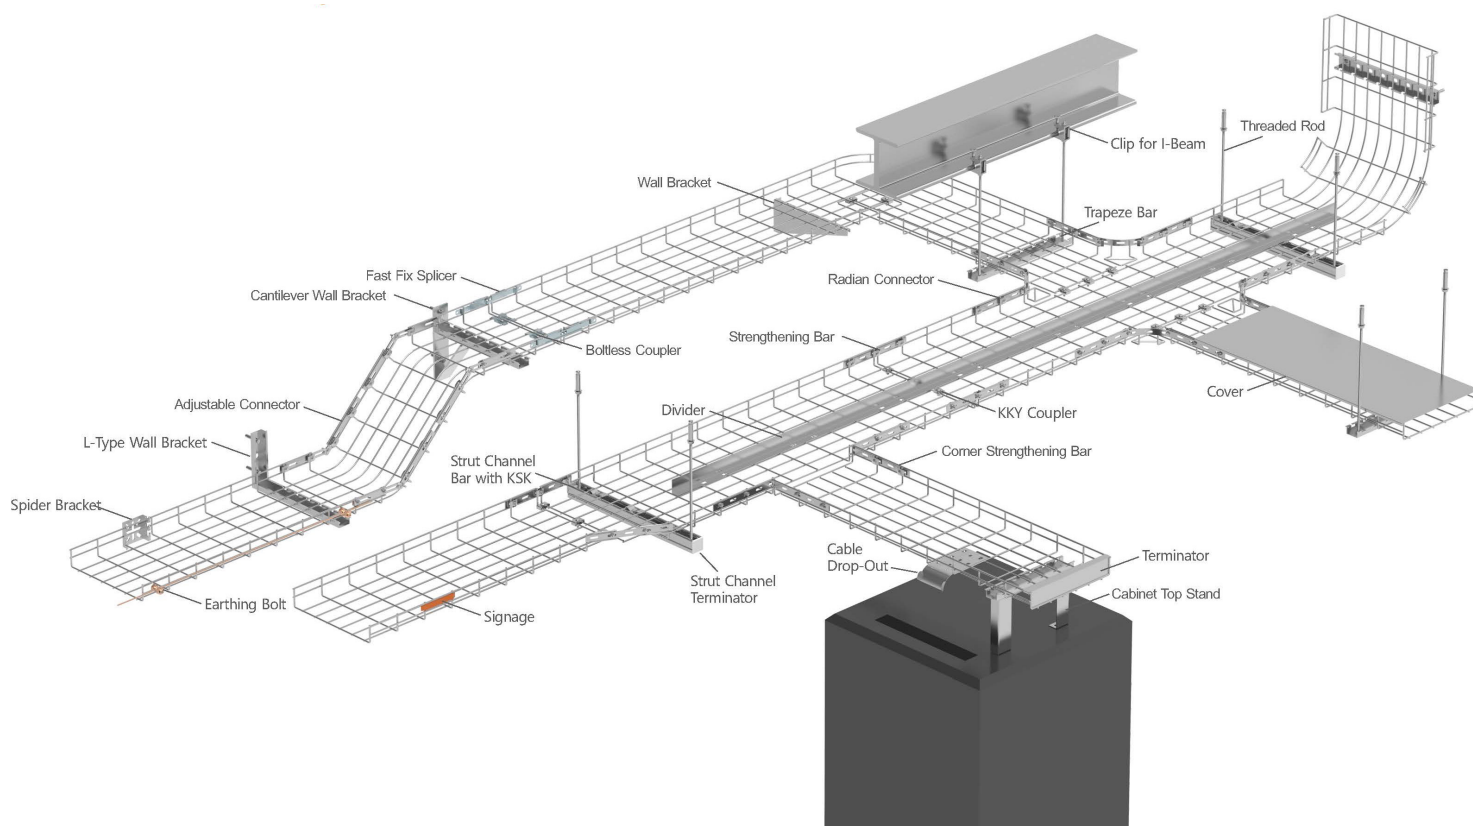 Threaded Rod
Clip for I-Beam
Wall Bracket
Trapeze Bar
Fast Fix Splicer
Cantilever Wall Bracket
Radian Connector
Strengthening Bar
Boltless Coupler
Cover
Adjustable Connector
Divider
KKY Coupler
L-Type Wall Bracket
Corner Strengthening Bar
Strut Channel
Bar with KSK
Spider Bracket
Cable
Drop-Out
Terminator
Strut Channel
Terminator
Cabinet Top Stand
Earthing Bolt
Signage